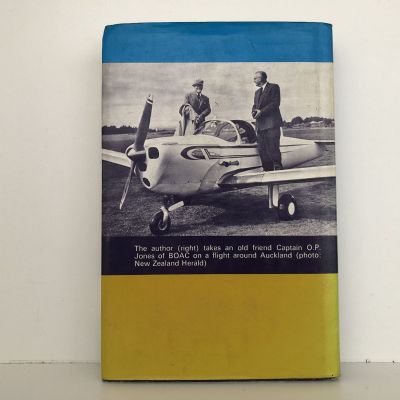 The author (right) takes an old friend Captain O.P.
Jones of BOAC on a flight around Auckland (photo:
New Zealand Herald)